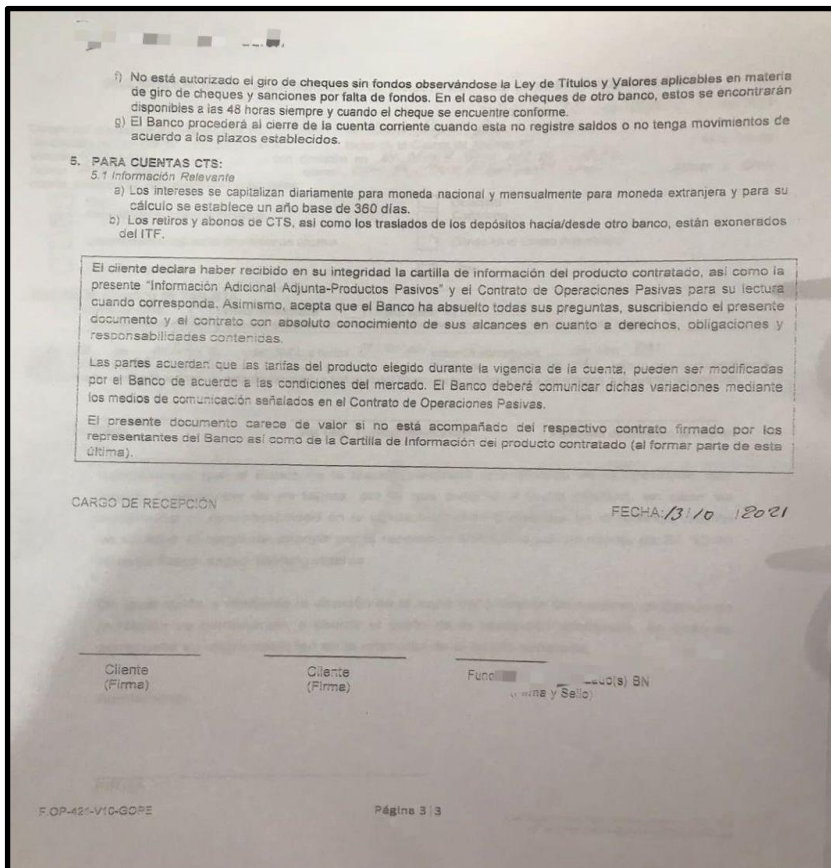 f) No está autorizado el giro de cheques sin fondos observándose la Ley de Títulos y Valores aplicables en materia
de giro de cheques y sanciones por falta de fondos. En el caso de cheques de otro banco, estos se encontrarán
disponibles a las 48 horas siempre y cuando el cheque se encuentre conforme.
g) El Banco procederá al cierre de la cuenta corriente cuando esta no registre saldos o no tenga movimientos de
acuerdo a los plazos establecidos.
5. PARA CUENTAS CTS:
5.1 Información Relevante
a) Los intereses se capitalizan diariamente para moneda nacional y mensualmente para moneda extranjera y para su
cálculo se establece un año base de 360 días.
b) Los retiros y abonos de CTS, así como los traslados de los depósitos hacia/desde otro banco, están exonerados
del ITF.
El cliente declara haber recibido en su integridad la cartilla de información del producto contratado, así como la
presente "Información Adicional Adjunta-Productos Pasivos" y el Contrato de Operaciones Pasivas para su lectura
cuando corresponda. Asimismo, acepta que el Banco ha absuelto todas sus preguntas, suscribiendo el presente
documento y el contrato con absoluto conocimiento de sus alcances en cuanto a derechos, obligaciones y
responsabilidades contenidas.
Las partes acuerdan que las tarifas del producto elegido durante la vigencia de la cuenta, pueden ser modificadas
por el Banco de acuerdo a las condiciones del mercado. El Banco deberá comunicar dichas variaciones mediante
los medios de comunicación señalados en el Contrato de Operaciones Pasivas.
El presente documento carece de valor si no está acompañado del respectivo contrato firmado por los
representantes del Banco así como de la Cartilla de Información del producto contratado (al formar parte de esta
última).
CARGO DE RECEPCIÓN
FECHA: 13/10/2021
Cliente
(Firma)
Cliente
(Firma)
BN
y Sello)
F.OP-421-V10-GOPE
Página 3|3